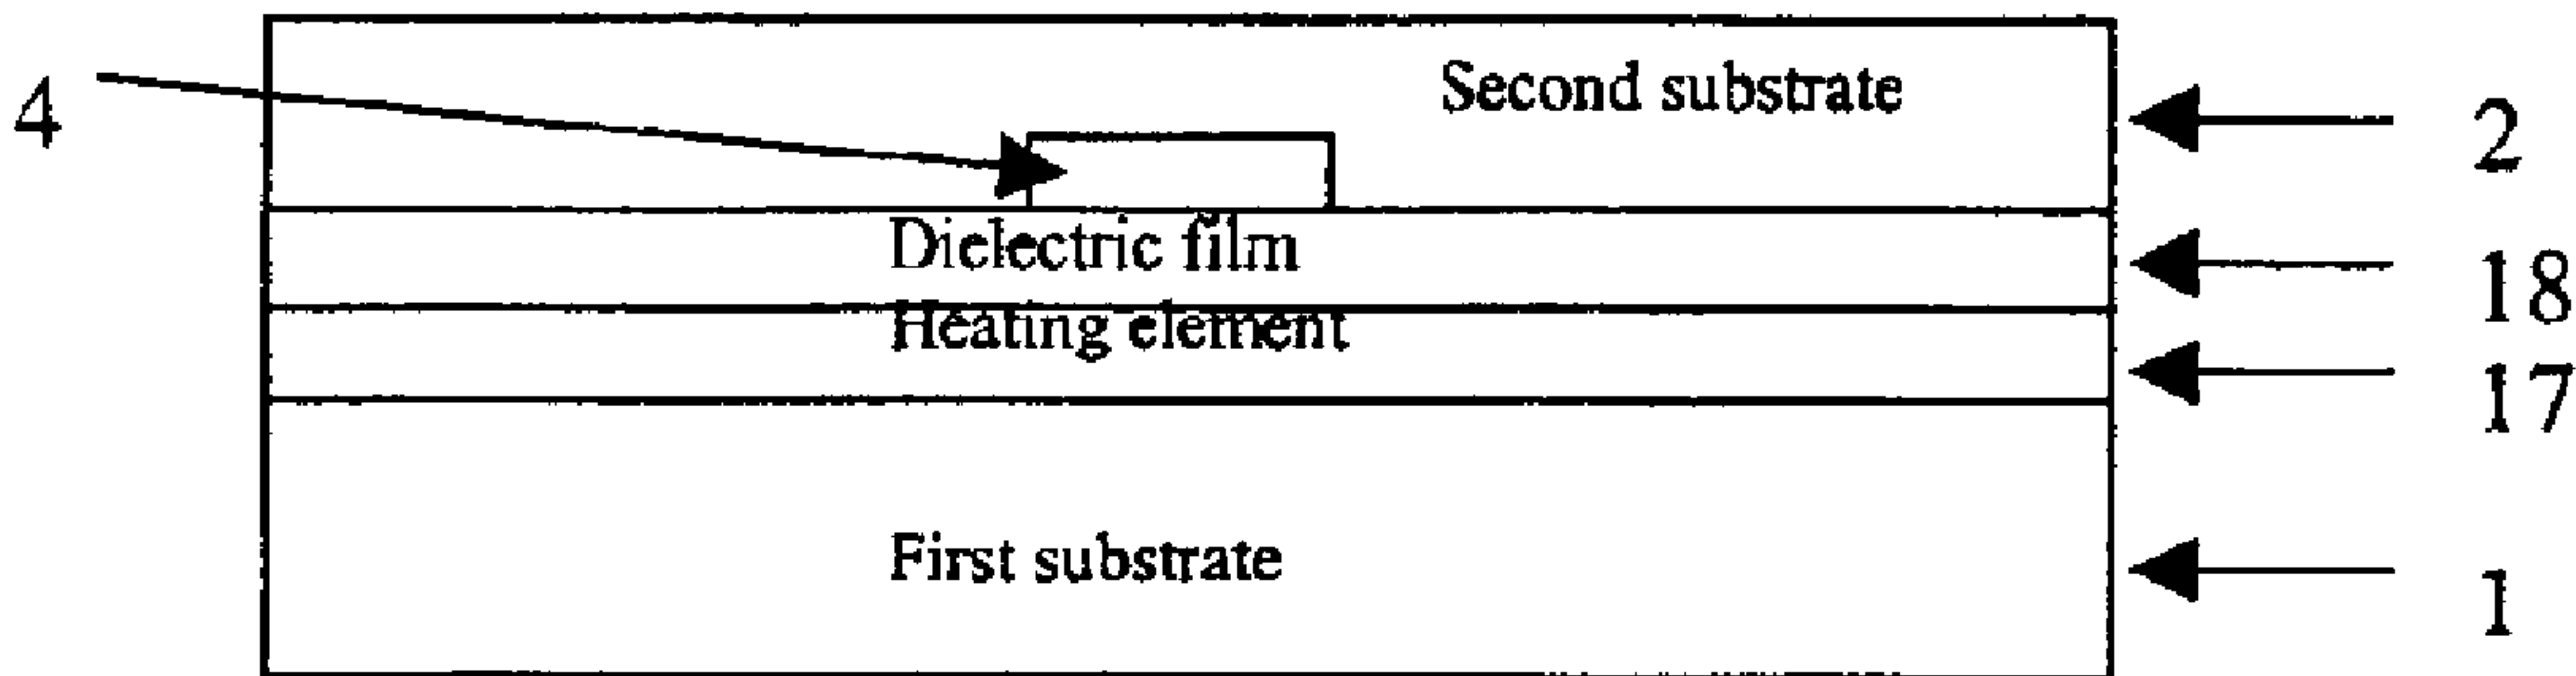 Second substrate
4
2
Dielectric film
18
Heating element
17
First substrate
1